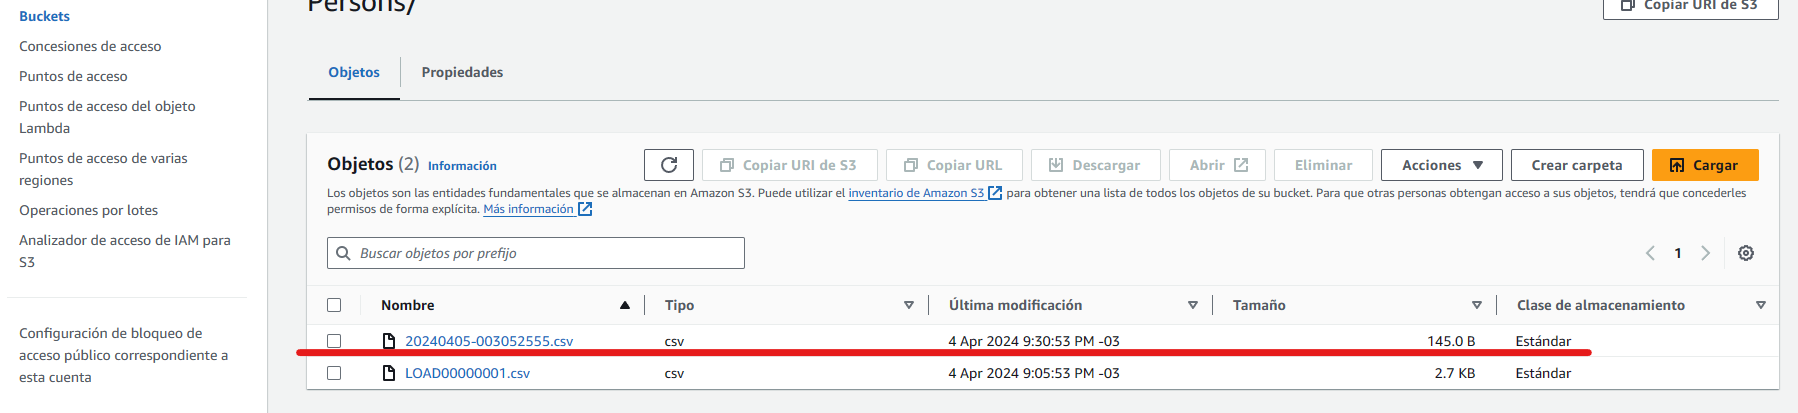 Buckets
Concesiones de acceso
Puntos de acceso
Puntos de acceso del objeto
Lambda
Puntos de acceso de varias
regiones
Operaciones por lotes
Analizador de acceso de IAM para
S3
Configuración de bloqueo de
acceso público correspondiente a
esta cuenta
Persons/
Copiar URI de S3
Objetos Propiedades
Objetos (2) Información Copiar URI de S3 Copiar URL Descargar Abrir Eliminar Acciones Crear carpeta Cargar
Los objetos son las entidades fundamentales que se almacenan en Amazon S3. Puede utilizar el inventario de Amazon S3 para obtener una lista de todos los objetos de su bucket. Para que otras personas obtengan acceso a sus objetos, tendrá que concederles
permisos de forma explícita. Más información
Buscar objetos por prefijo 1
Nombre Tipo Última modificación Tamaño Clase de almacenamiento
20240405-003052555.csv csv 4 Apr 2024 9:30:53 PM -03 145.0 B Estándar
LOAD00000001.csv csv 4 Apr 2024 9:05:53 PM -03 2.7 KB Estándar